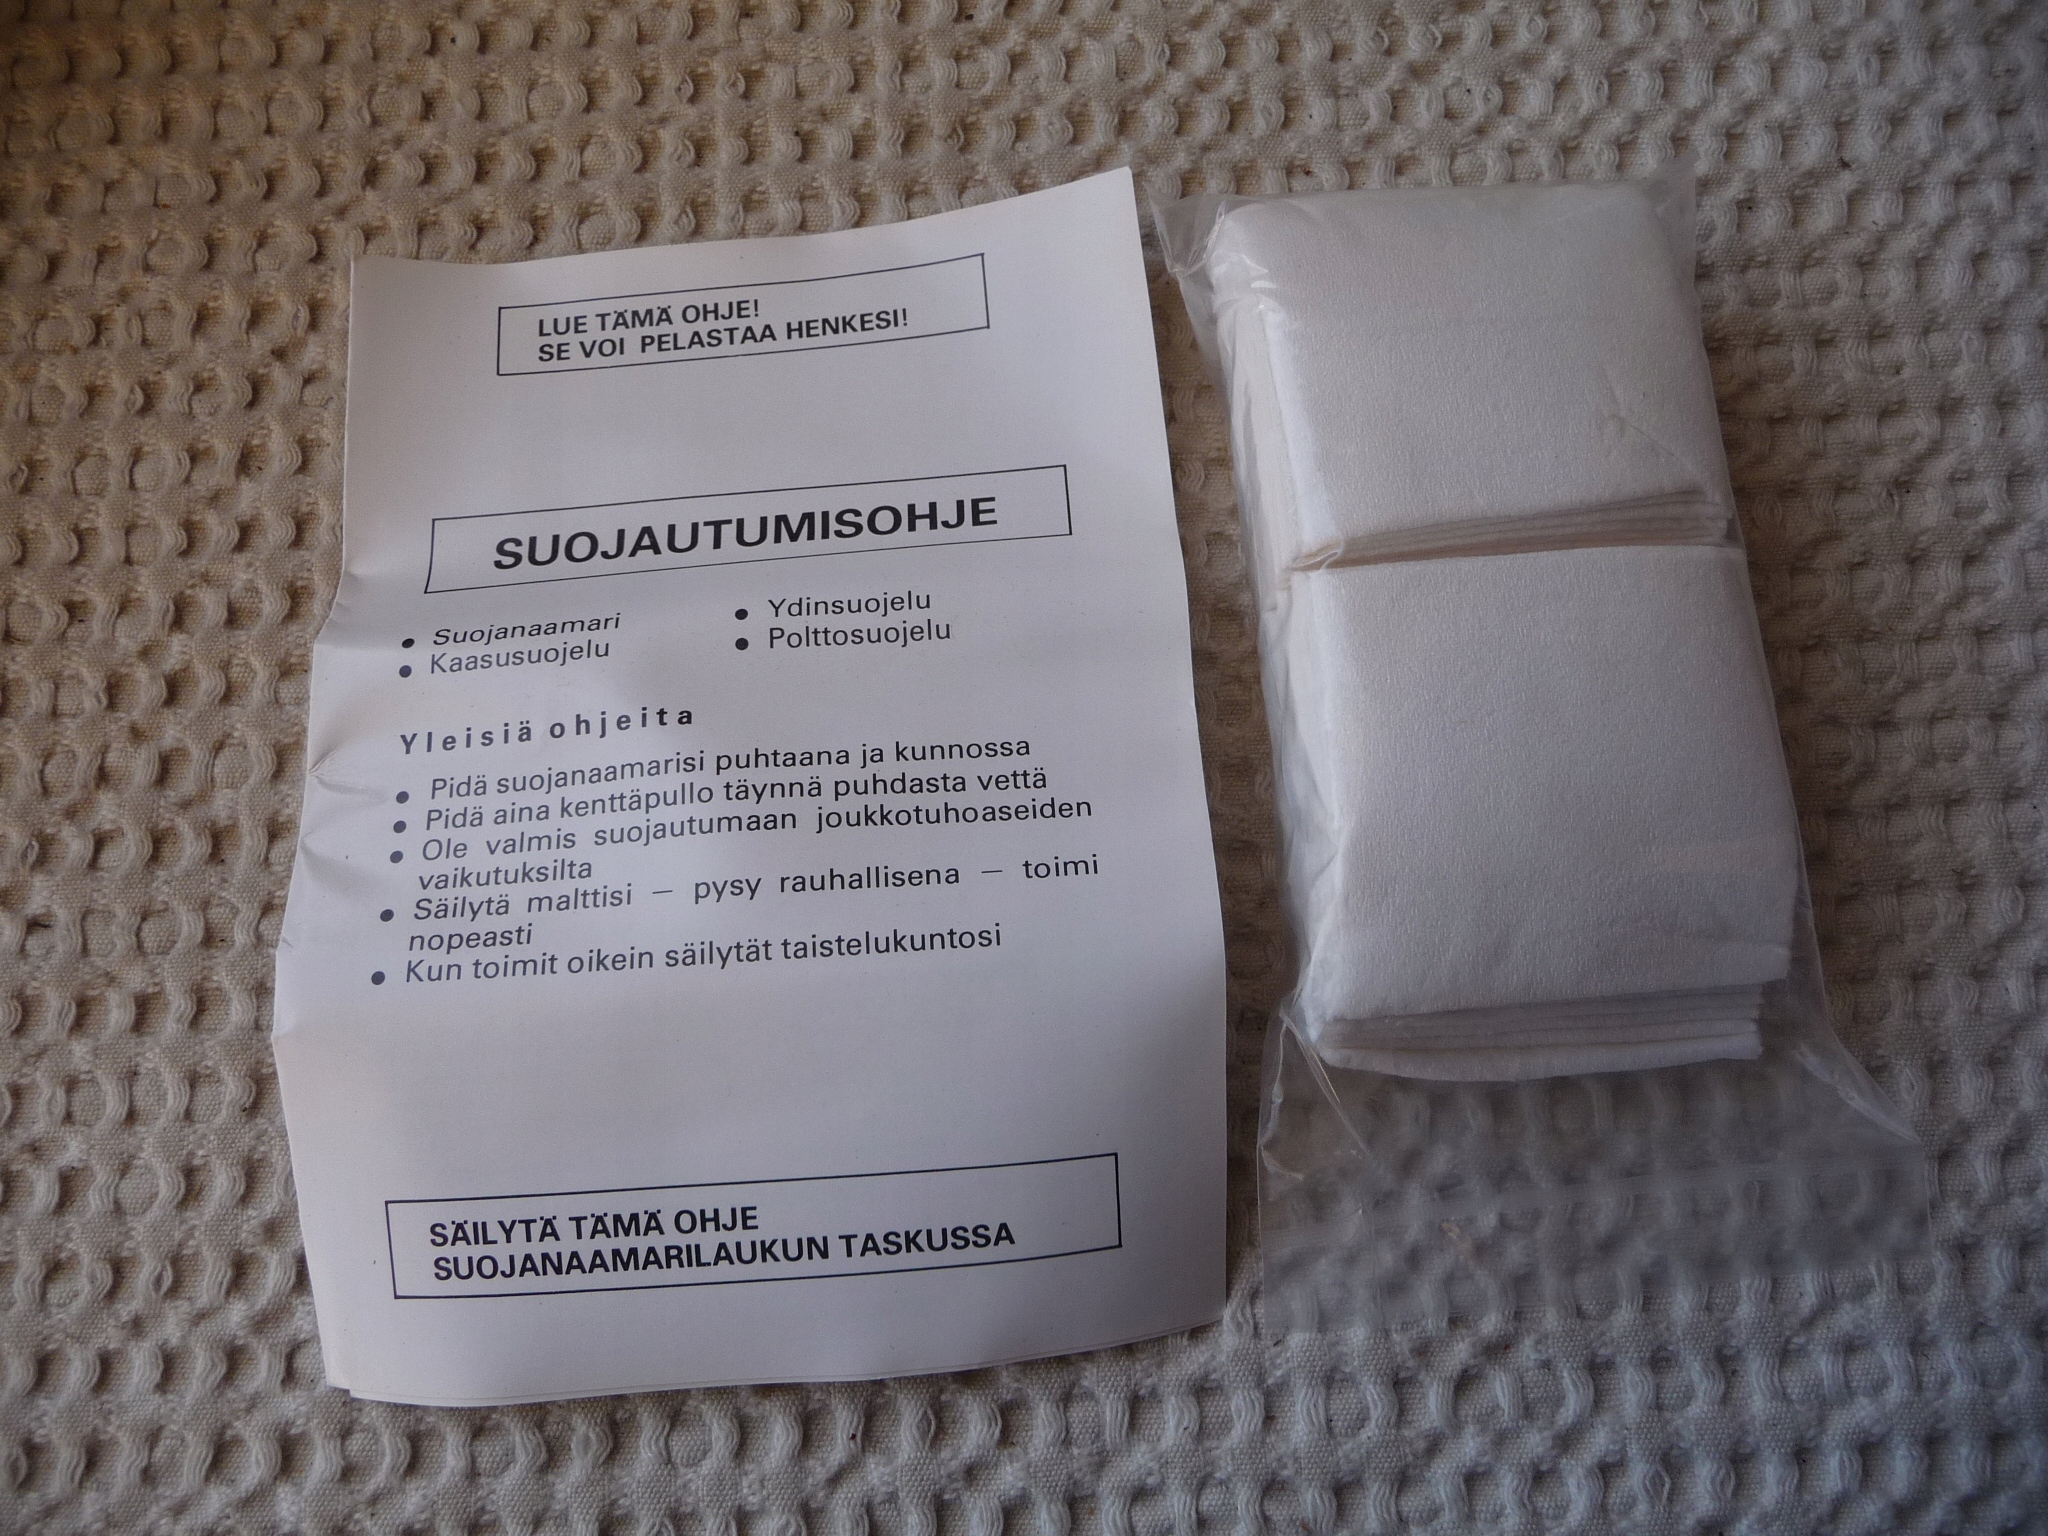 LUE TÄMÄ OHJE!
SE VOI PELASTAA HENKESI!
SUOJAUTUMISOHJE
• Suojanaamari
• Kaasusuojelu
• Ydinsuojelu
• Polttosuojelu
Yleisiä ohjeita
• Pidä suojanaamarisi puhtaana ja kunnossa
• Pidä aina kenttäpullo täynnä puhdasta vettä
• Ole valmis suojautumaan joukkotuhoaseiden
vaikutuksilta
• Säilytä malttisi — pysy rauhallisena — toimi
nopeasti
• Kun toimit oikein säilytät taistelukuntosi
SÄILYTÄ TÄMÄ OHJE
SUOJANAAMARILAUKUN TASKUSSA